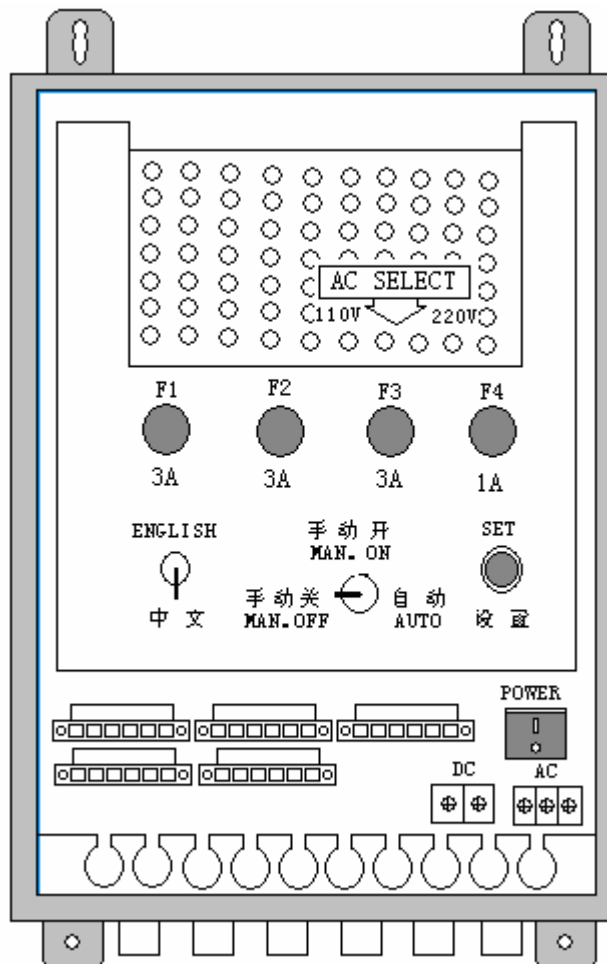 AC SELECT
110V 220V
F1 F2 F3 F4
3A 3A 3A 1A
ENGLISH 手动开 SET
MAN. ON
手动关 自动
中文 MAN.OFF AUTO 设置
POWER
DC AC